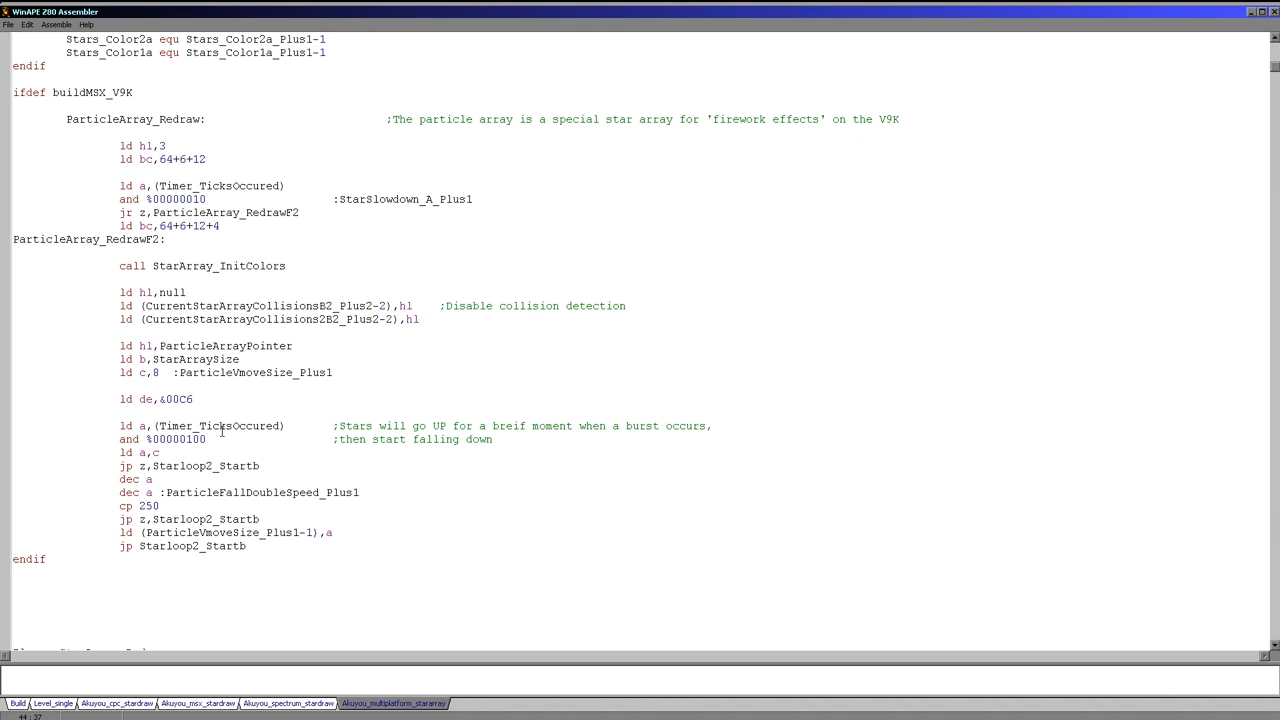 WinAPE Z80 Assembler
File Edit Assemble Help
Stars_Color2a equ Stars_Color2a_Plus1-1
Stars_Color1a equ Stars_Color1a_Plus1-1
endif
ifdef buildMSX_V9K
ParticleArray_Redraw: ;The particle array is a special star array for 'firework effects' on the V9K
ld hl,3
ld bc,64+6+12
ld a,(Timer_TicksOccured)
and %00000010 :StarSlowdown_A_Plus1
jr z,ParticleArray_RedrawF2
ld bc,64+6+12+4
ParticleArray_RedrawF2:
call StarArray_InitColors
ld hl,null
ld (CurrentStarArrayCollisionsB2_Plus2-2),hl ;Disable collision detection
ld (CurrentStarArrayCollisions2B2_Plus2-2),hl
ld hl,ParticleArrayPointer
ld b,StarArraySize
ld c,8 :ParticleVmoveSize_Plus1
ld de,&00C6
ld a,(Timer_TicksOccured) ;Stars will go UP for a breif moment when a burst occurs,
and %00000100 ;then start falling down
ld a,c
jp z,Starloop2_Startb
dec a
dec a :ParticleFallDoubleSpeed_Plus1
cp 250
jp z,Starloop2_Startb
ld (ParticleVmoveSize_Plus1-1),a
jp Starloop2_Startb
endif
Build Level_single Akuyou_cpc_stardraw Akuyou_msx_stardraw Akuyou_spectrum_stardraw Akuyou_multiplatform_stararray
44 : 37